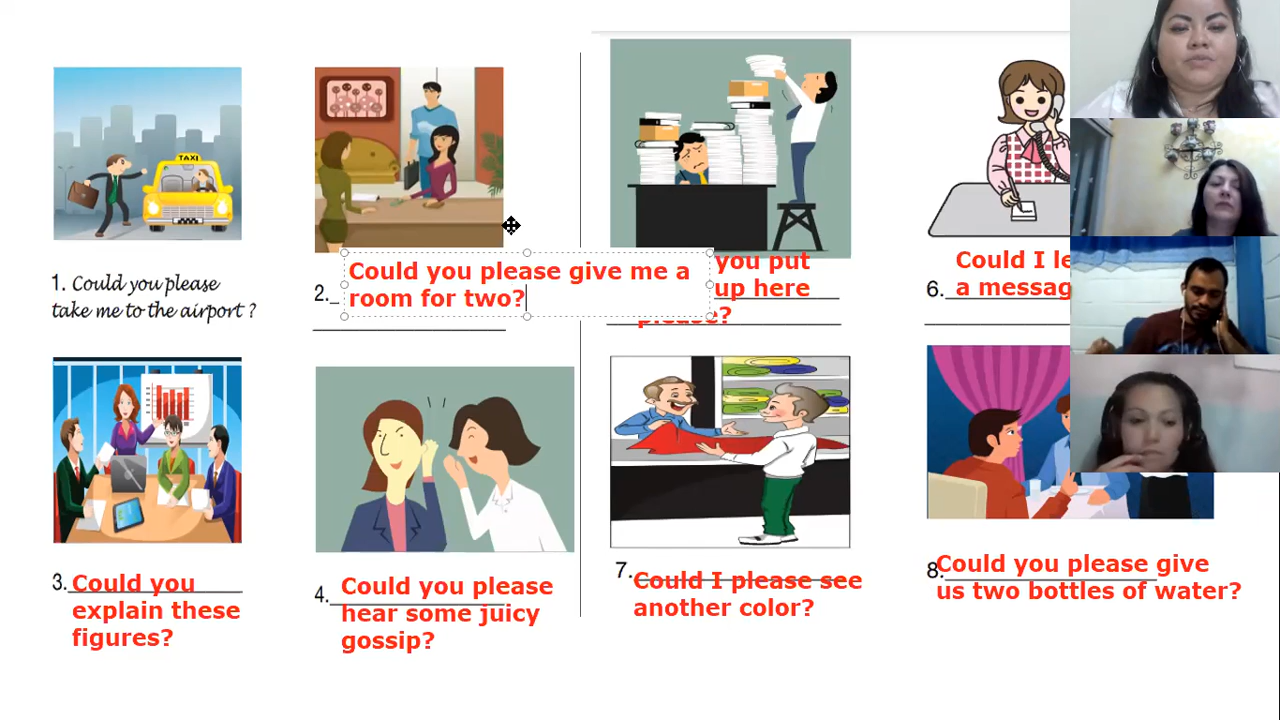 TAXI
1. Could you please
take me to the airport ?
2.
Could you please give me a
room for two?
you put
up here
please?
6.
Could I le
a messag
3.
Could you
explain these
figures?
4.
Could you please
hear some juicy
gossip?
7.
Could I please see
another color?
8.
Could you please give
us two bottles of water?